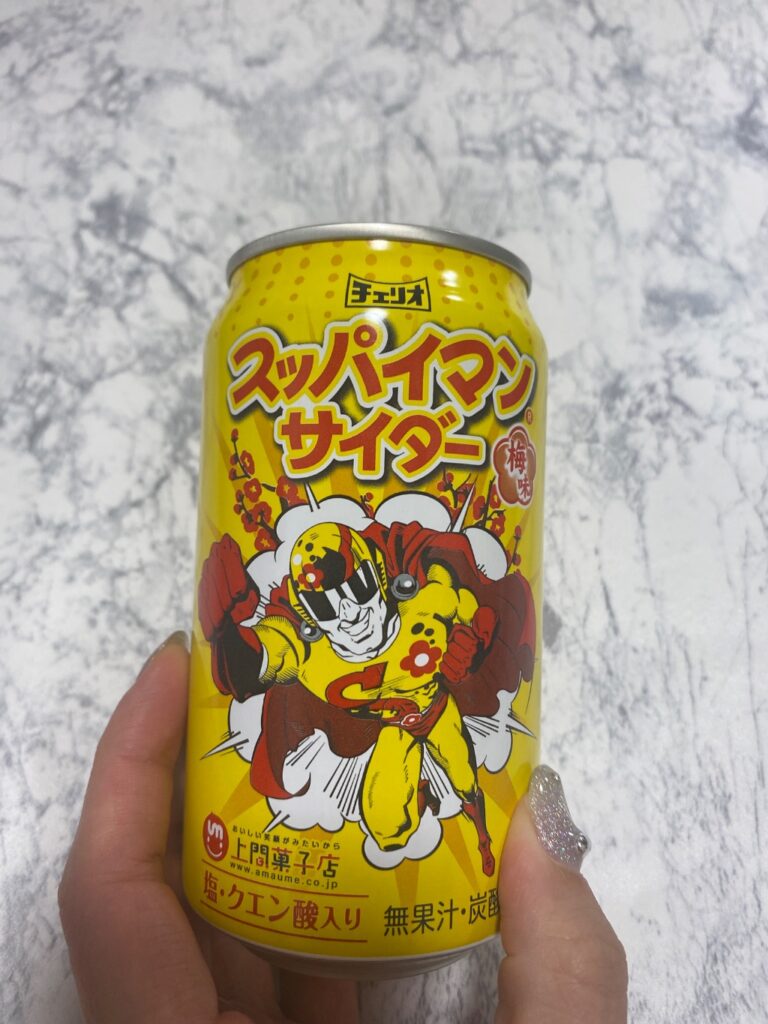 チェリオ
スッパイマン®
サイダー
梅味
おいしい笑顔がみたいから
上間菓子店
www.amaume.co.jp
塩・クエン酸入り
無果汁・炭酸